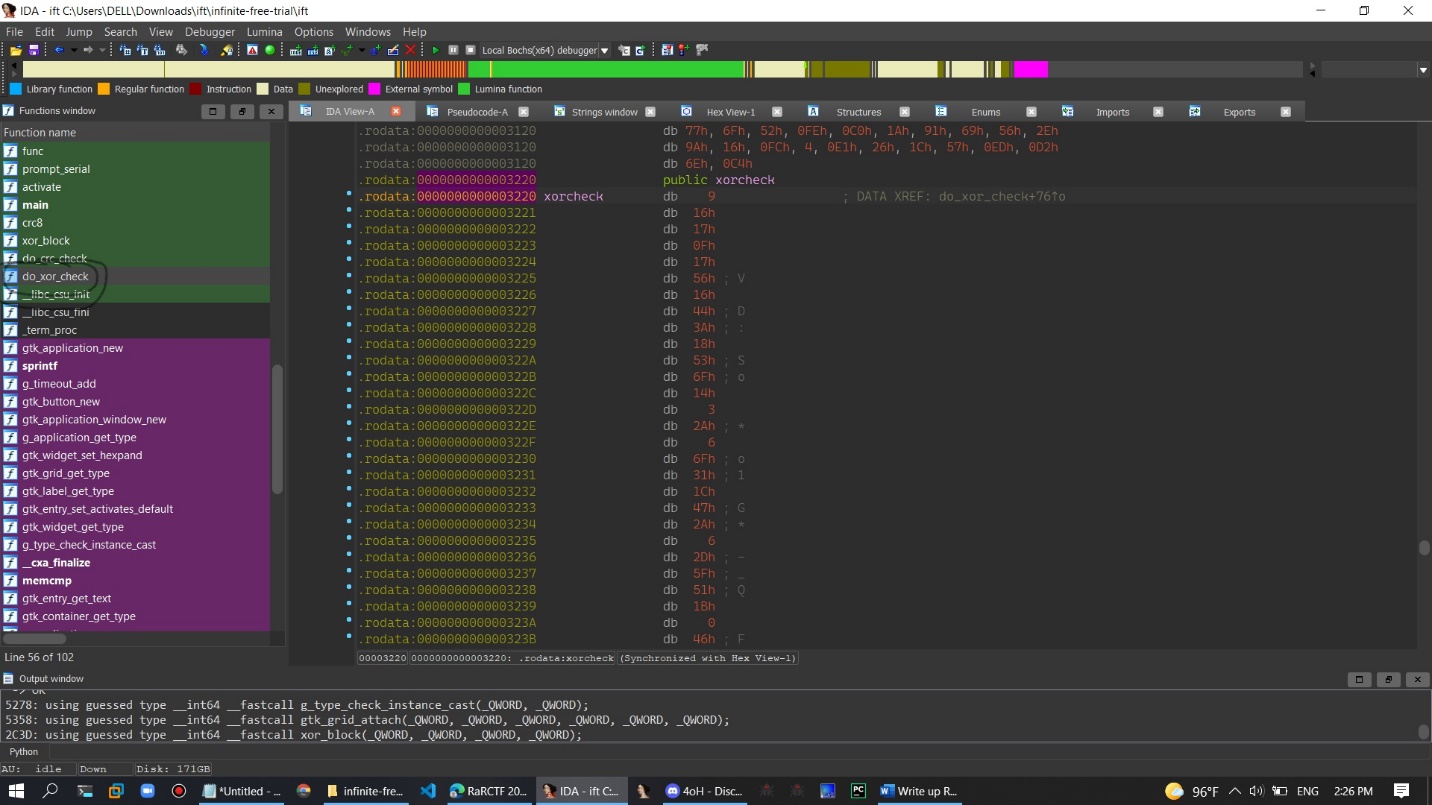 IDA - ift C:\Users\DELL\Downloads\ift\infinite-free-trial\ift
File Edit Jump Search View Debugger Lumina Options Windows Help
Local Bochs(x64) debugger
Library function Regular function Instruction Data Unexplored External symbol Lumina function
Functions window
IDA View-A Pseudocode-A Strings window Hex View-1 Structures Enums Imports Exports
Function name
func
prompt_serial
activate
main
crc8
xor_block
do_crc_check
do_xor_check
__libc_csu_init
__libc_csu_fini
_term_proc
gtk_application_new
sprintf
g_timeout_add
gtk_button_new
gtk_application_window_new
g_application_get_type
gtk_widget_set_hexpand
gtk_grid_get_type
gtk_label_get_type
gtk_entry_set_activates_default
gtk_widget_get_type
g_type_check_instance_cast
__cxa_finalize
memcmp
gtk_entry_get_text
gtk_container_get_type
Line 56 of 102
.rodata:0000000000003120 db 77h, 6Fh, 52h, 0FEh, 0C0h, 1Ah, 91h, 69h, 56h, 2Eh
.rodata:0000000000003120 db 9Ah, 16h, 0FCh, 4, 0E1h, 26h, 1Ch, 57h, 0EDh, 0D2h
.rodata:0000000000003120 db 6Eh, 0C4h
.rodata:0000000000003220 public xorcheck
.rodata:0000000000003220 xorcheck db 9 ; DATA XREF: do_xor_check+76↑o
.rodata:0000000000003221 db 16h
.rodata:0000000000003222 db 17h
.rodata:0000000000003223 db 0Fh
.rodata:0000000000003224 db 17h
.rodata:0000000000003225 db 56h ; V
.rodata:0000000000003226 db 16h
.rodata:0000000000003227 db 44h ; D
.rodata:0000000000003228 db 3Ah ; :
.rodata:0000000000003229 db 18h
.rodata:000000000000322A db 53h ; S
.rodata:000000000000322B db 6Fh ; o
.rodata:000000000000322C db 14h
.rodata:000000000000322D db 3
.rodata:000000000000322E db 2Ah ; *
.rodata:000000000000322F db 6
.rodata:0000000000003230 db 6Fh ; o
.rodata:0000000000003231 db 31h ; 1
.rodata:0000000000003232 db 1Ch
.rodata:0000000000003233 db 47h ; G
.rodata:0000000000003234 db 2Ah ; *
.rodata:0000000000003235 db 6
.rodata:0000000000003236 db 2Dh ; -
.rodata:0000000000003237 db 5Fh ; _
.rodata:0000000000003238 db 51h ; Q
.rodata:0000000000003239 db 1Bh
.rodata:000000000000323A db 0
.rodata:000000000000323B db 46h ; F
00003220 0000000000003220: .rodata:xorcheck (Synchronized with Hex View-1)
Output window
-> OK
5278: using guessed type __int64 __fastcall g_type_check_instance_cast(_QWORD, _QWORD);
5358: using guessed type __int64 __fastcall gtk_grid_attach(_QWORD, _QWORD, _QWORD, _QWORD, _QWORD, _QWORD);
2C3D: using guessed type __int64 __fastcall xor_block(_QWORD, _QWORD, _QWORD, _QWORD);
Python
AU: idle Down Disk: 171GB
*Untitled - ... infinite-fre... RaRCTF 20... IDA - ift C:... 4oH - Disc... Write up R... 96°F ENG 2:26 PM